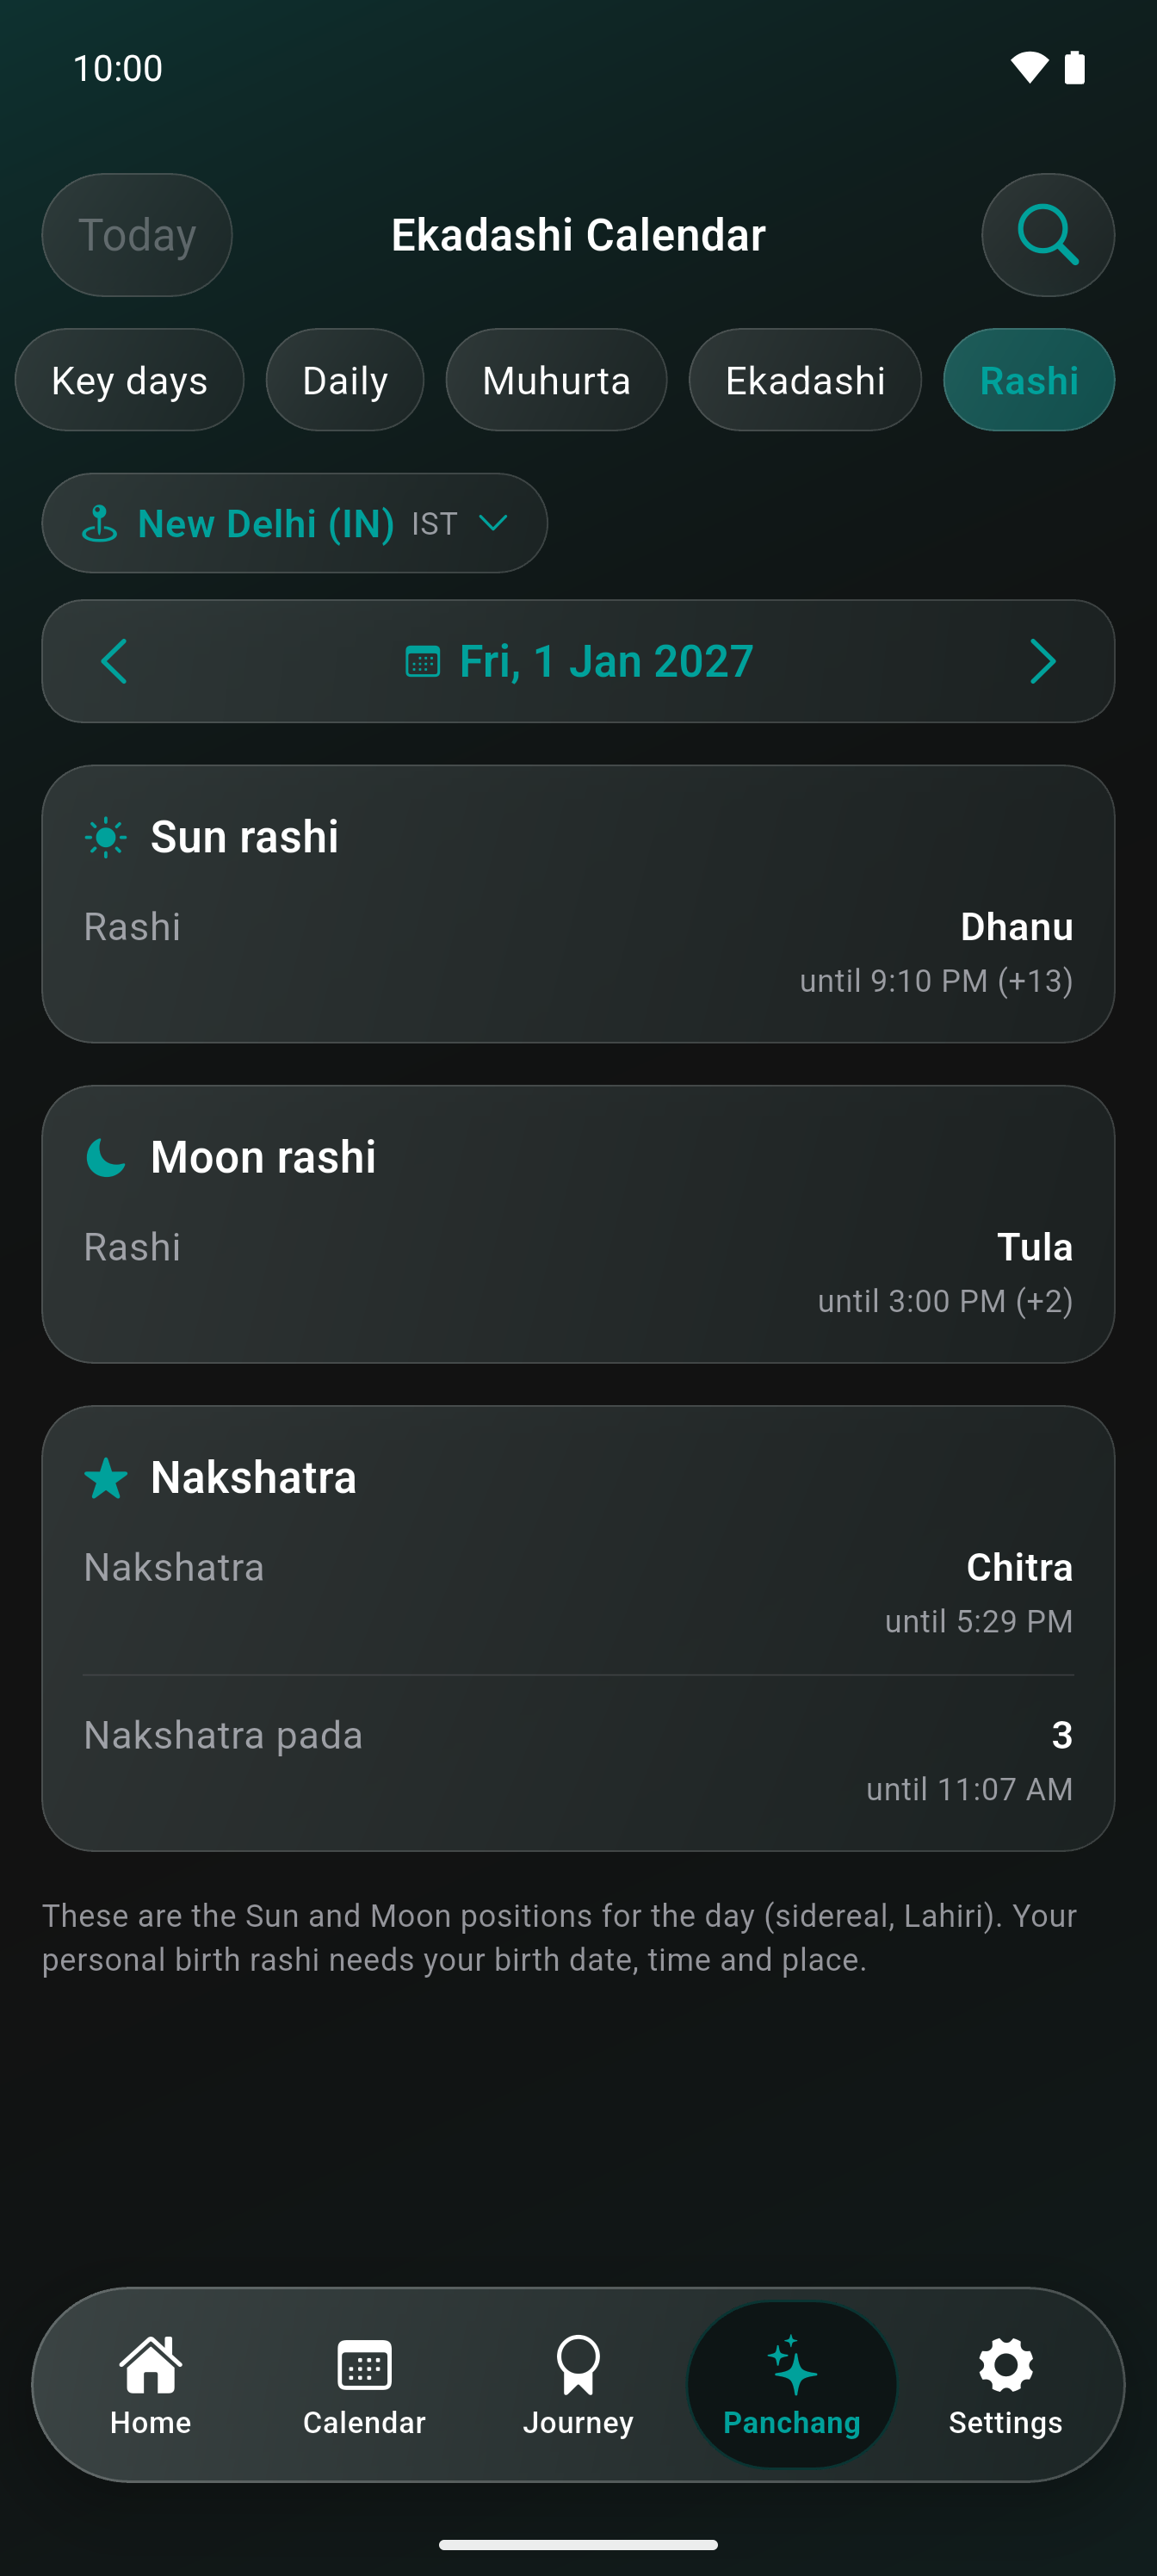 10:00
Today
Ekadashi Calendar
Key days
Daily
Muhurta
Ekadashi
Rashi
New Delhi (IN) IST
Fri, 1 Jan 2027
Sun rashi
Rashi
Dhanu
until 9:10 PM (+13)
Moon rashi
Rashi
Tula
until 3:00 PM (+2)
Nakshatra
Nakshatra
Chitra
until 5:29 PM
Nakshatra pada
3
until 11:07 AM
These are the Sun and Moon positions for the day (sidereal, Lahiri). Your
personal birth rashi needs your birth date, time and place.
Home
Calendar
Journey
Panchang
Settings